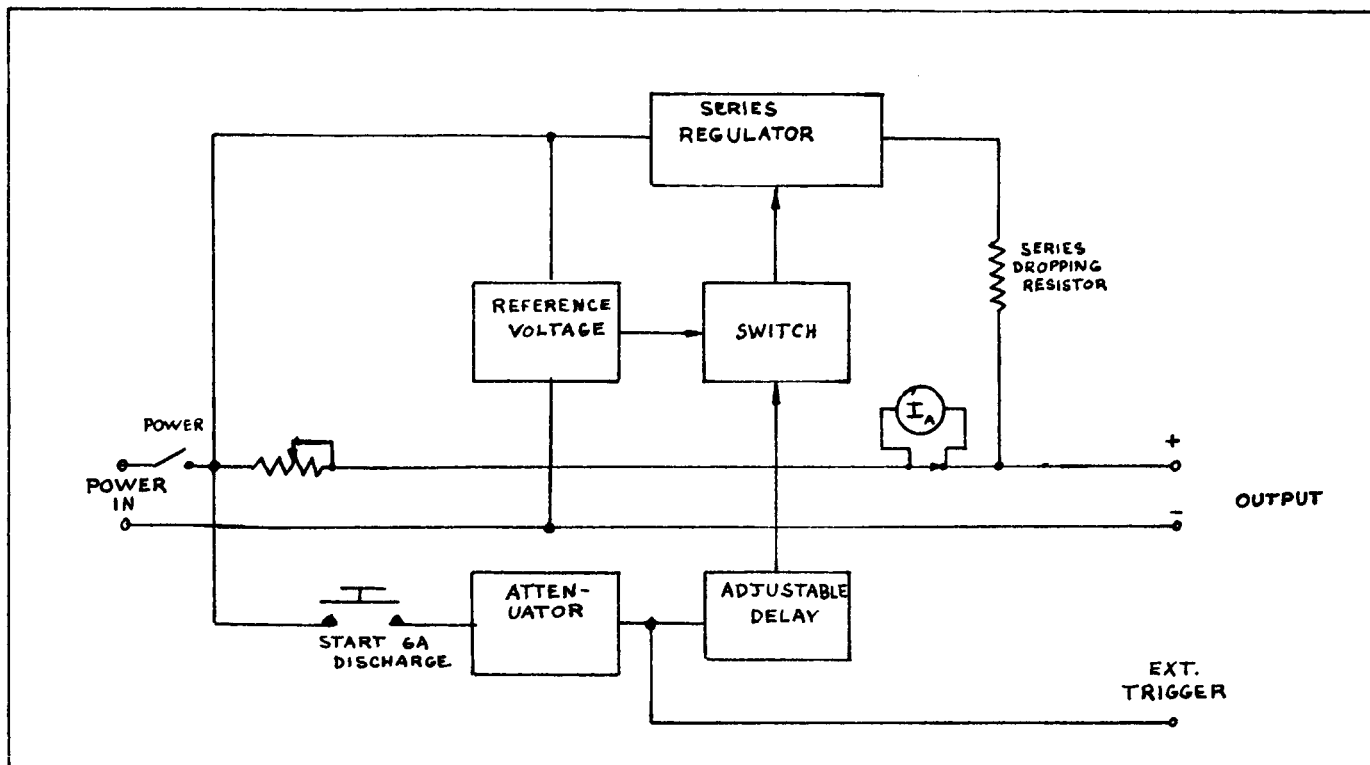 SERIES
REGULATOR
SERIES
DROPPING
RESISTOR
REFERENCE
VOLTAGE
SWITCH
I_A
POWER
+
POWER
IN
-
OUTPUT
ATTEN-
UATOR
ADJUSTABLE
DELAY
START 6A
DISCHARGE
EXT.
TRIGGER